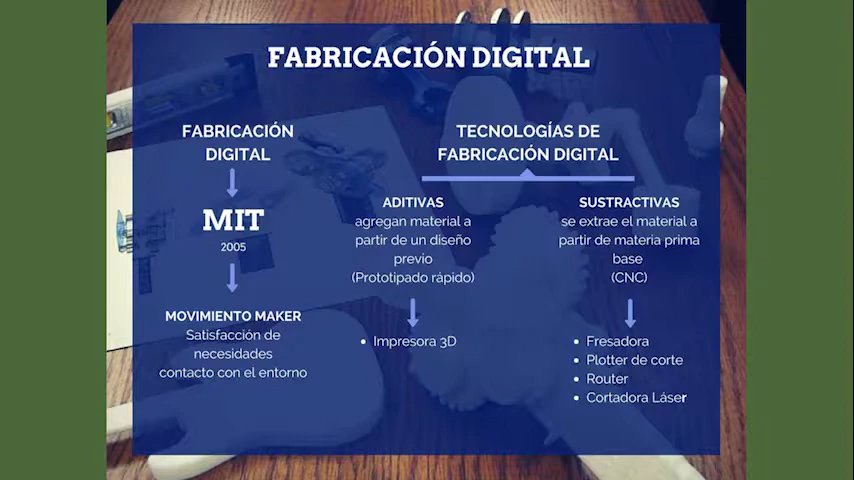 FABRICACIÓN DIGITAL
FABRICACIÓN
DIGITAL
MIT
2005
MOVIMIENTO MAKER
Satisfacción de
necesidades
contacto con el entorno
TECNOLOGÍAS DE
FABRICACIÓN DIGITAL
ADITIVAS
agregan material a
partir de un diseño
previo
(Prototipado rápido)
• Impresora 3D
SUSTRACTIVAS
se extrae el material a
partir de materia prima
base
(CNC)
• Fresadora
• Plotter de corte
• Router
• Cortadora Láser